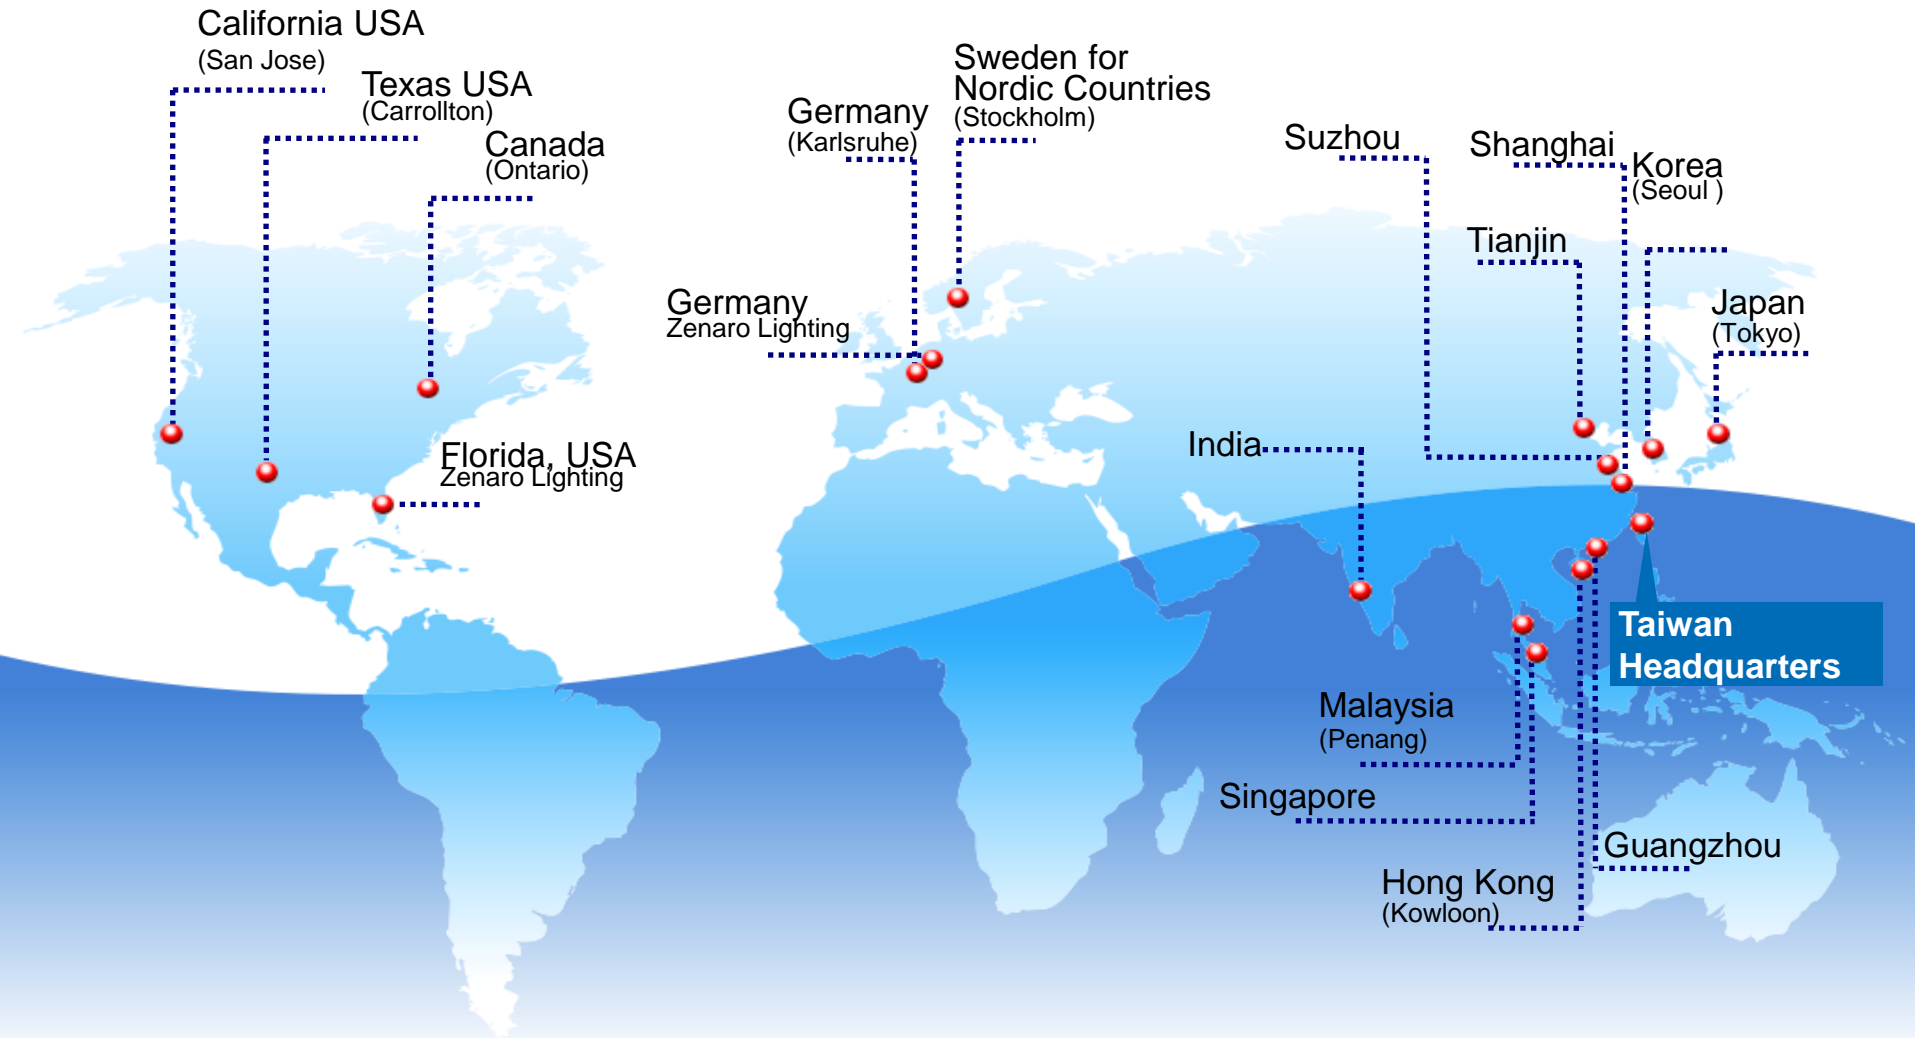 California USA
(San Jose)
Texas USA
(Carrollton)
Canada
(Ontario)
Florida, USA
Zenaro Lighting
Germany
(Karlsruhe)
Sweden for
Nordic Countries
(Stockholm)
Germany
Zenaro Lighting
Suzhou
Shanghai
Korea
(Seoul )
Tianjin
Japan
(Tokyo)
India
Taiwan
Headquarters
Malaysia
(Penang)
Singapore
Guangzhou
Hong Kong
(Kowloon)